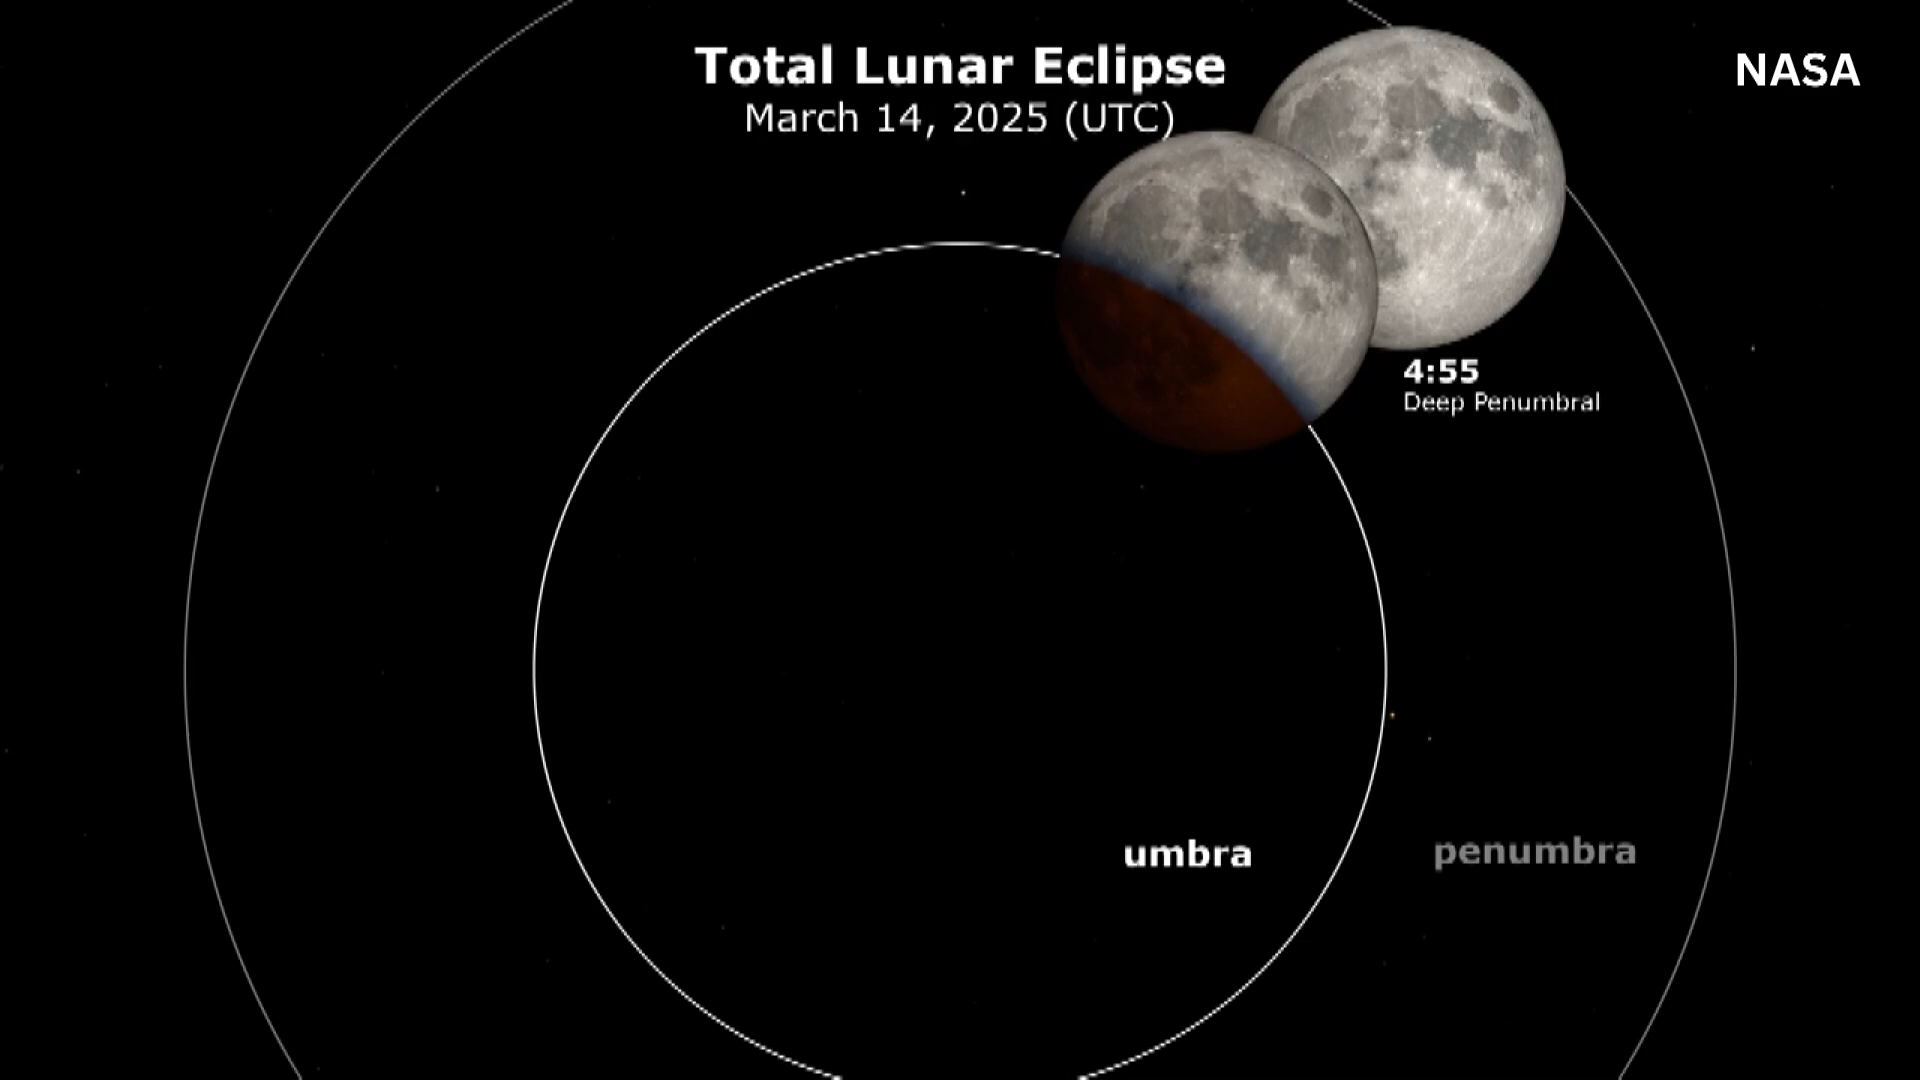 Total Lunar Eclipse
March 14, 2025 (UTC)
NASA
4:55
Deep Penumbral
umbra
penumbra